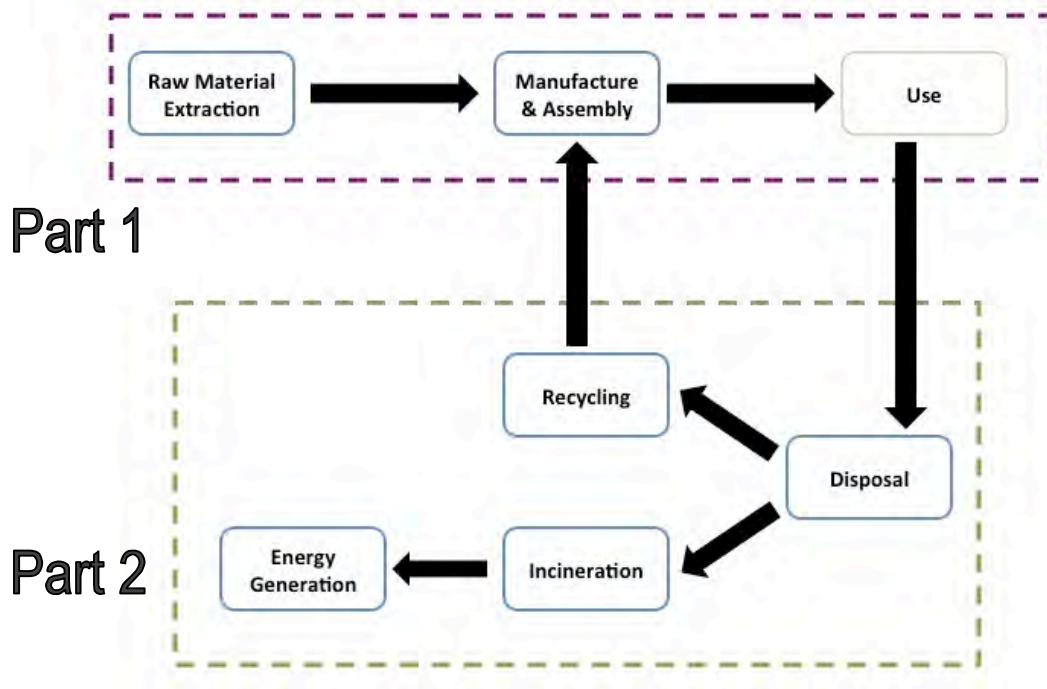 Raw Material
Extraction
Manufacture
& Assembly
Use
Part 1
Recycling
Disposal
Part 2
Energy
Generation
Incineration